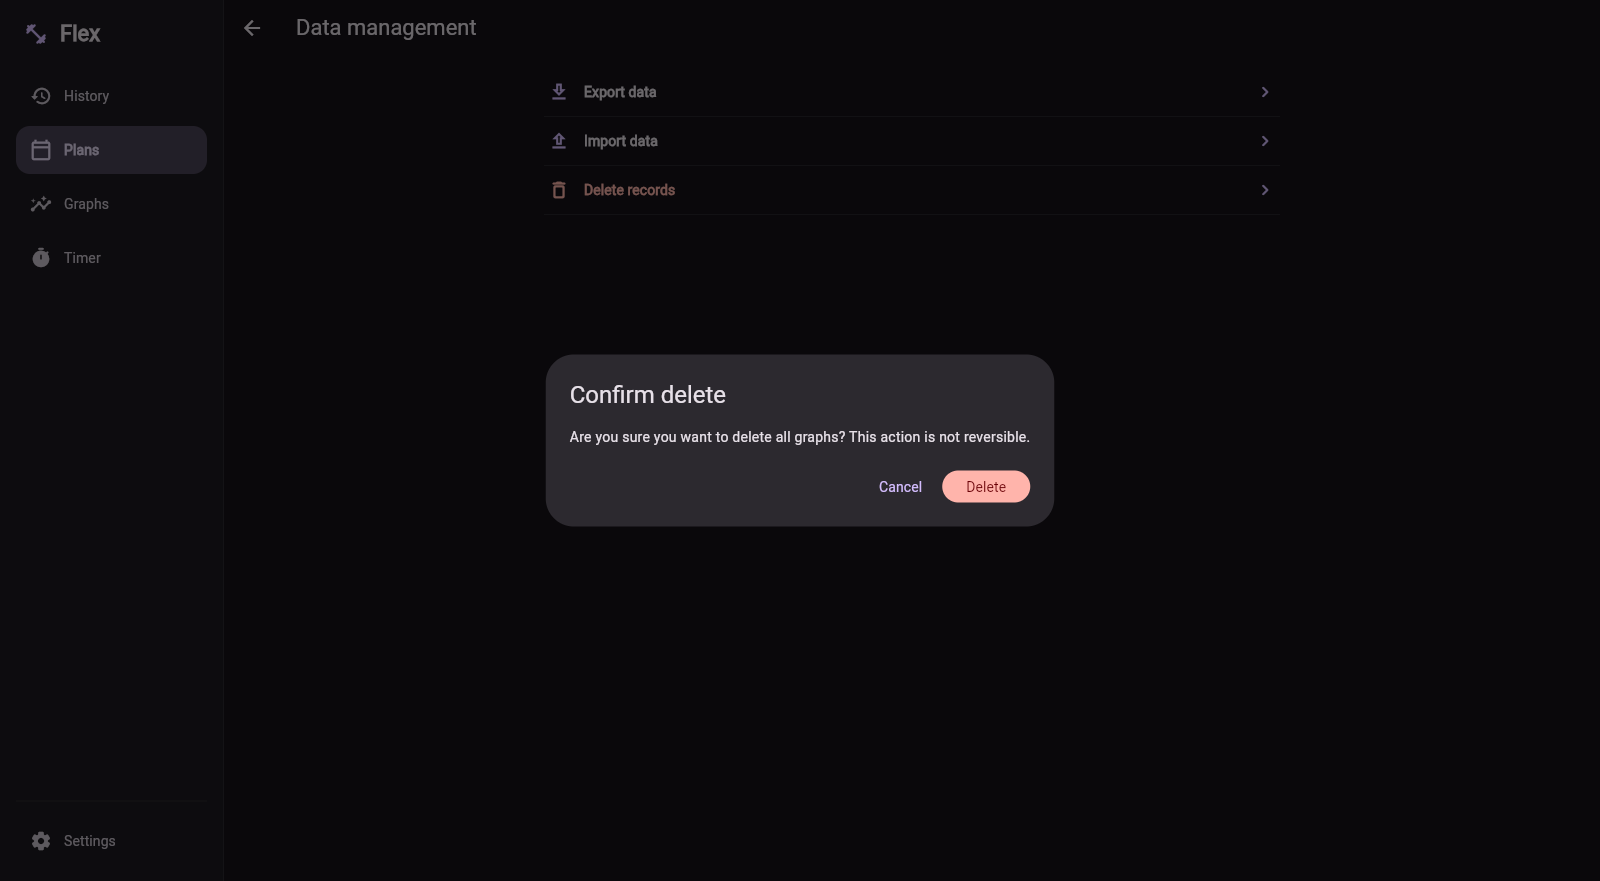 Flex
Data management
History
Plans
Graphs
Timer
Export data
Import data
Delete records
Confirm delete
Are you sure you want to delete all graphs? This action is not reversible.
Cancel
Delete
Settings